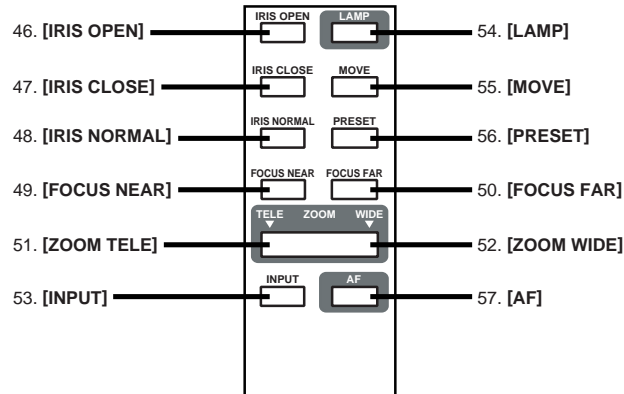 46. [IRIS OPEN] IRIS OPEN LAMP 54. [LAMP]
47. [IRIS CLOSE] IRIS CLOSE MOVE 55. [MOVE]
48. [IRIS NORMAL] IRIS NORMAL PRESET 56. [PRESET]
49. [FOCUS NEAR] FOCUS NEAR FOCUS FAR 50. [FOCUS FAR]
TELE ZOOM WIDE
51. [ZOOM TELE] 52. [ZOOM WIDE]
53. [INPUT] INPUT AF 57. [AF]